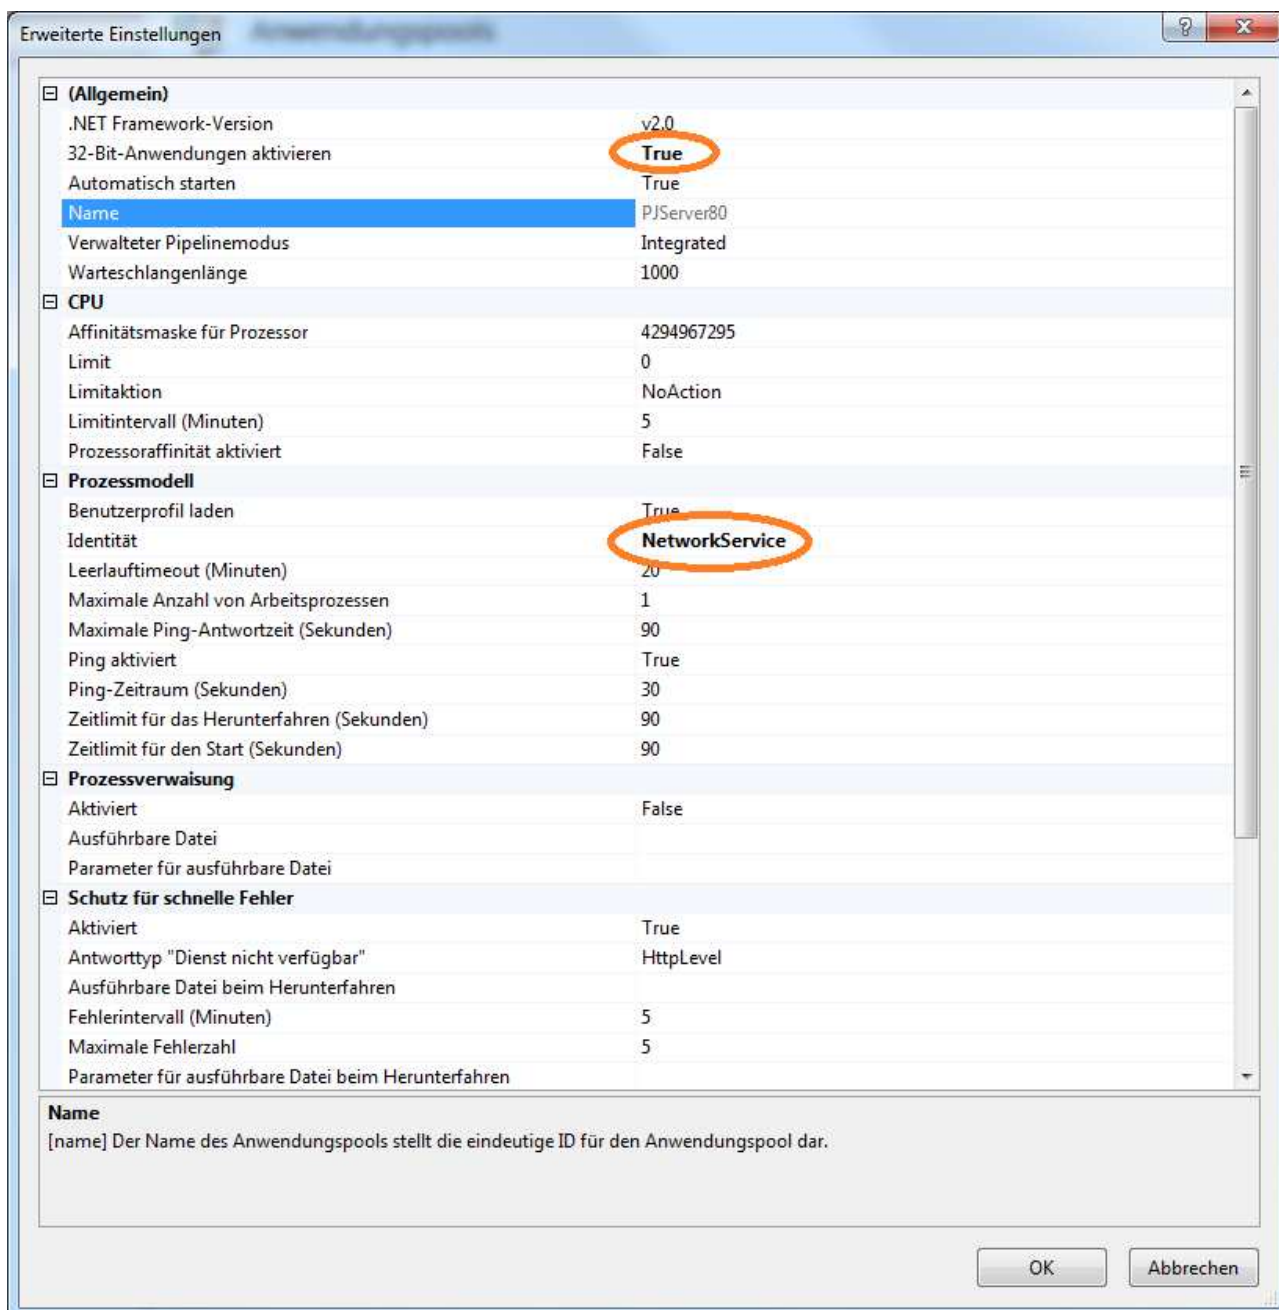 Erweiterte Einstellungen Anwendungspools
(Allgemein)
.NET Framework-Version v2.0
32-Bit-Anwendungen aktivieren True
Automatisch starten True
Name PJServer80
Verwalteter Pipelinemodus Integrated
Warteschlangenlänge 1000
CPU
Affinitätsmaske für Prozessor 4294967295
Limit 0
Limitaktion NoAction
Limitintervall (Minuten) 5
Prozessoraffinität aktiviert False
Prozessmodell
Benutzerprofil laden True
Identität NetworkService
Leerlauftimeout (Minuten) 20
Maximale Anzahl von Arbeitsprozessen 1
Maximale Ping-Antwortzeit (Sekunden) 90
Ping aktiviert True
Ping-Zeitraum (Sekunden) 30
Zeitlimit für das Herunterfahren (Sekunden) 90
Zeitlimit für den Start (Sekunden) 90
Prozessverwaisung
Aktiviert False
Ausführbare Datei
Parameter für ausführbare Datei
Schutz für schnelle Fehler
Aktiviert True
Antworttyp "Dienst nicht verfügbar" HttpLevel
Ausführbare Datei beim Herunterfahren
Fehlerintervall (Minuten) 5
Maximale Fehlerzahl 5
Parameter für ausführbare Datei beim Herunterfahren
Name
[name] Der Name des Anwendungspools stellt die eindeutige ID für den Anwendungspool dar.
OK Abbrechen